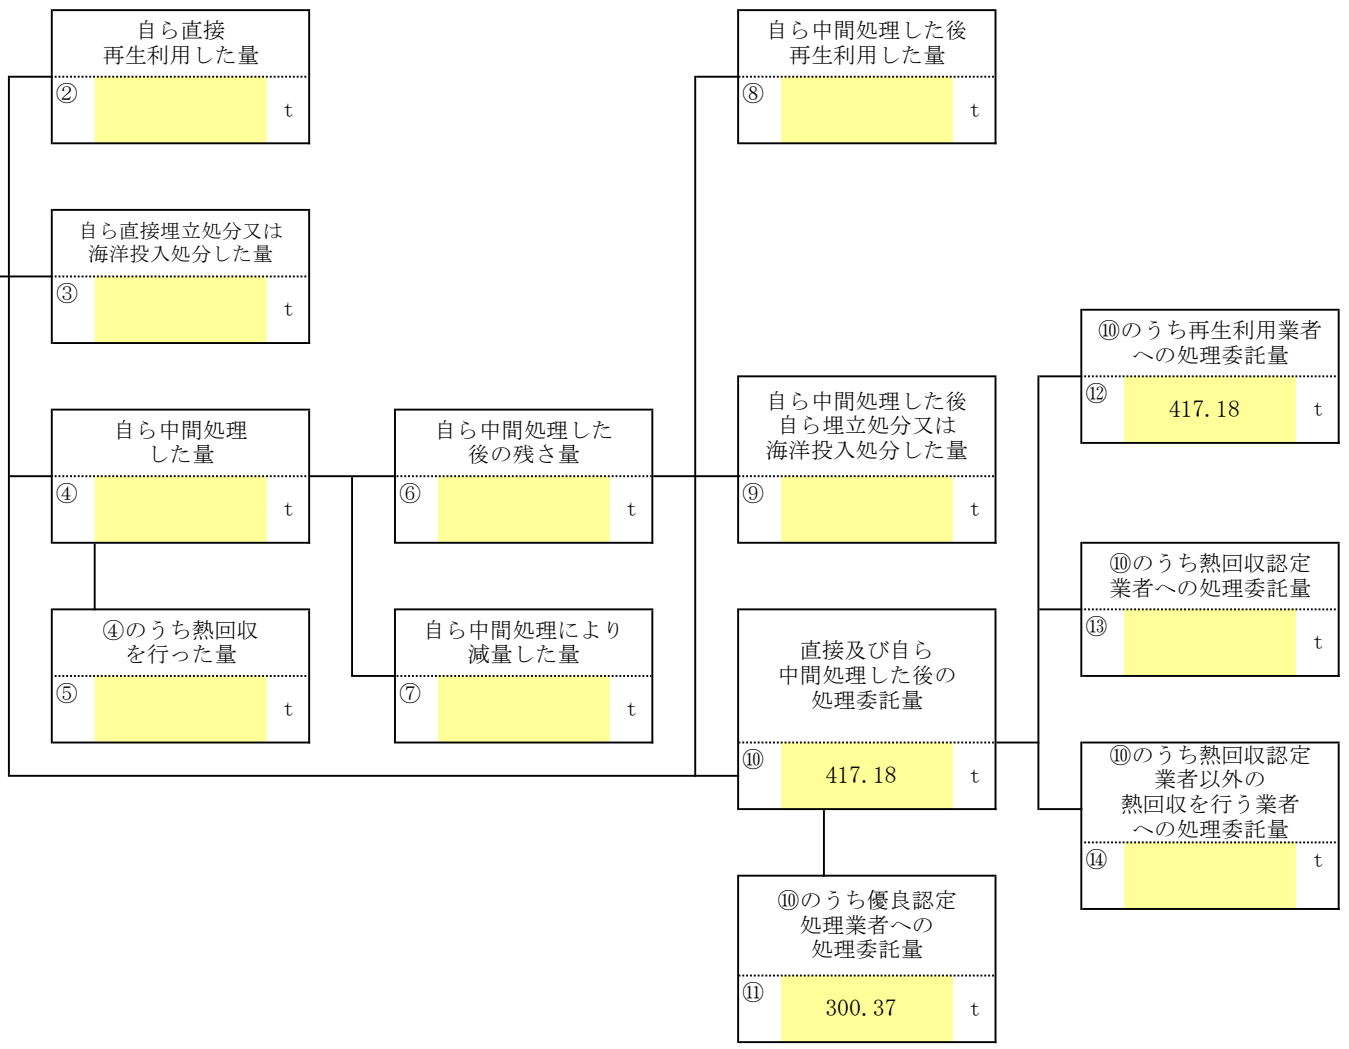 自ら直接
再生利用した量
②
t
自ら中間処理した後
再生利用した量
⑧
t
自ら直接埋立処分又は
海洋投入処分した量
③
t
⑩のうち再生利用業者
への処理委託量
⑫
417.18 t
自ら中間処理
した量
④
t
自ら中間処理した
後の残さ量
⑥
t
自ら中間処理した後
自ら埋立処分又は
海洋投入処分した量
⑨
t
⑩のうち熱回収認定
業者への処理委託量
⑬
t
④のうち熱回収
を行った量
⑤
t
自ら中間処理により
減量した量
⑦
t
直接及び自ら
中間処理した後の
処理委託量
⑩
417.18 t
⑩のうち熱回収認定
業者以外の
熱回収を行う業者
への処理委託量
⑭
t
⑩のうち優良認定
処理業者への
処理委託量
⑪
300.37 t